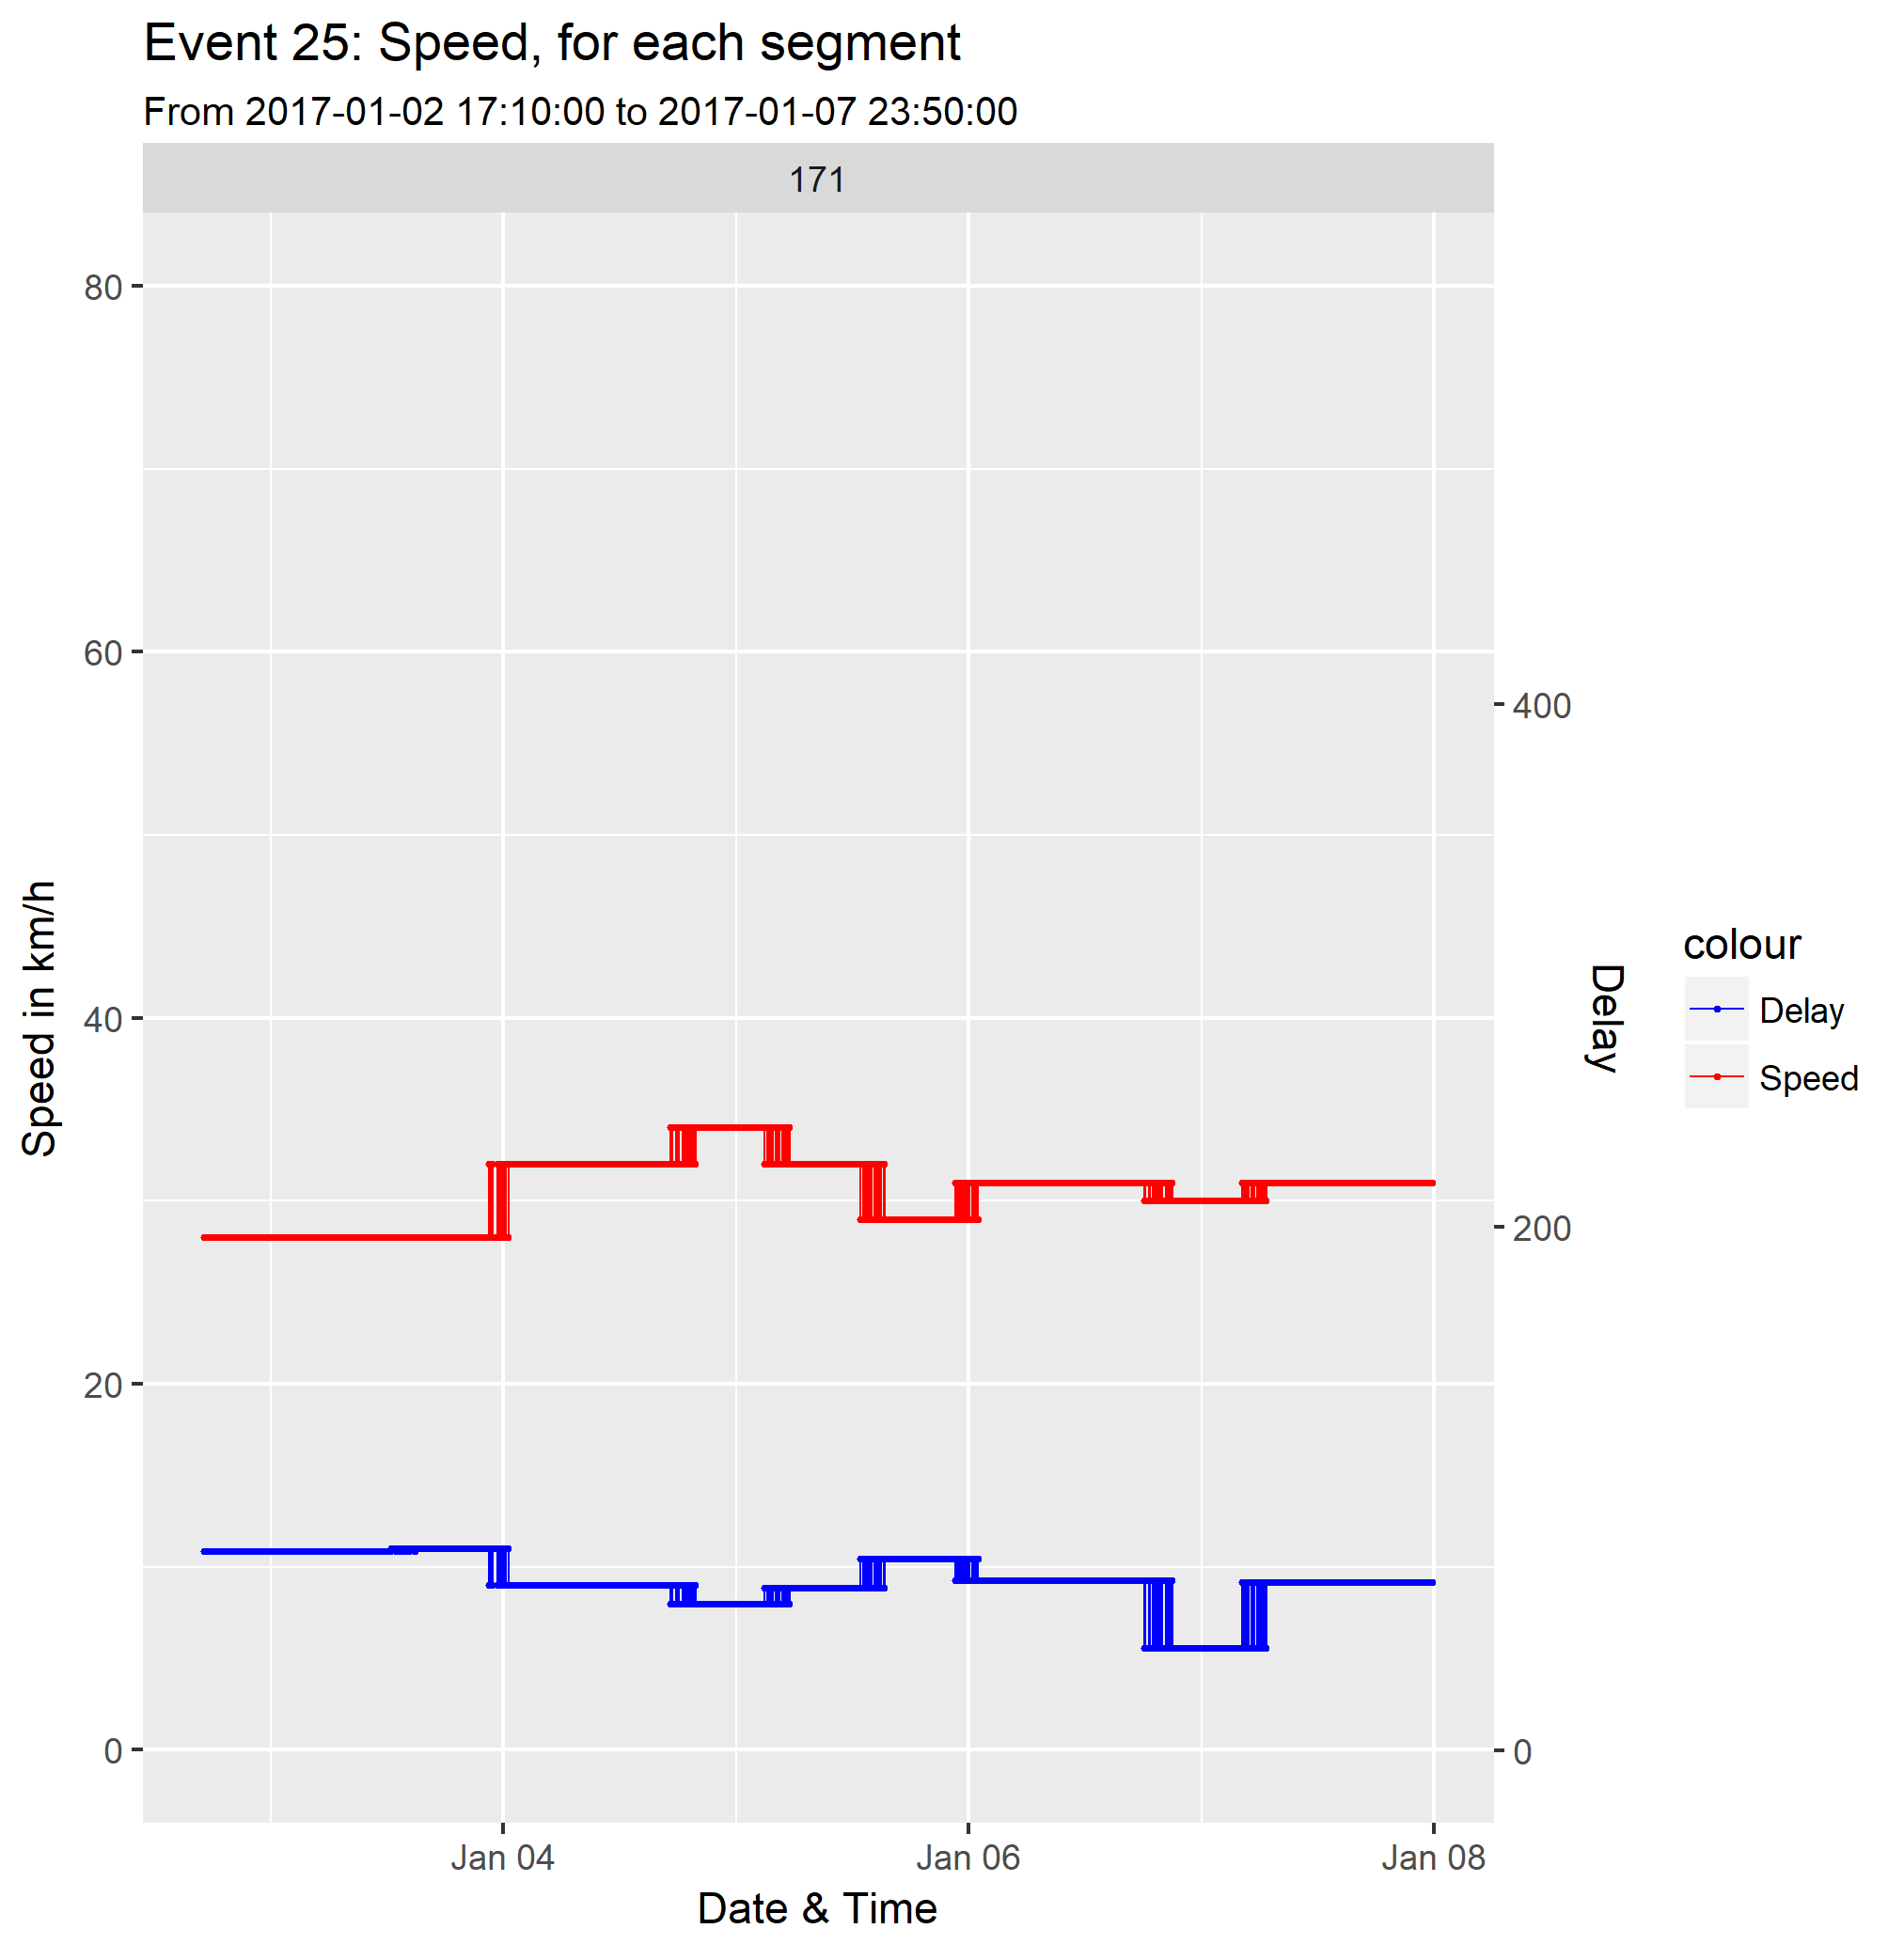 Event 25: Speed, for each segment
From 2017-01-02 17:10:00 to 2017-01-07 23:50:00
171
80
60
40
20
0
Speed in km/h
400
200
0
Delay
colour
Delay
Speed
Jan 04
Jan 06
Jan 08
Date & Time